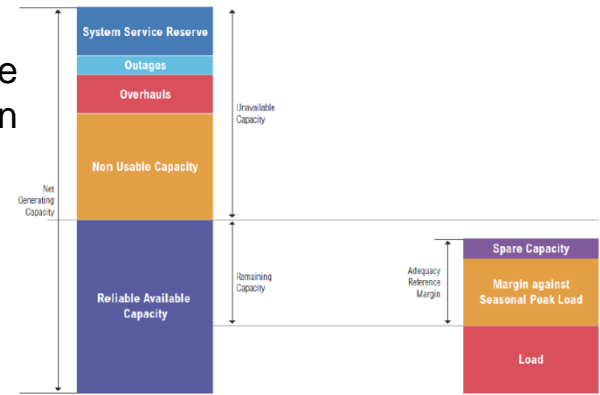 e
n
System Service Reserve
Outages
Overhauls
Non Usable Capacity
Reliable Available
Capacity
Net
Generating
Capacity
Unavailable
Capacity
Remaining
Capacity
Adequacy
Reference
Margin
Spare Capacity
Margin against
Seasonal Peak Load
Load